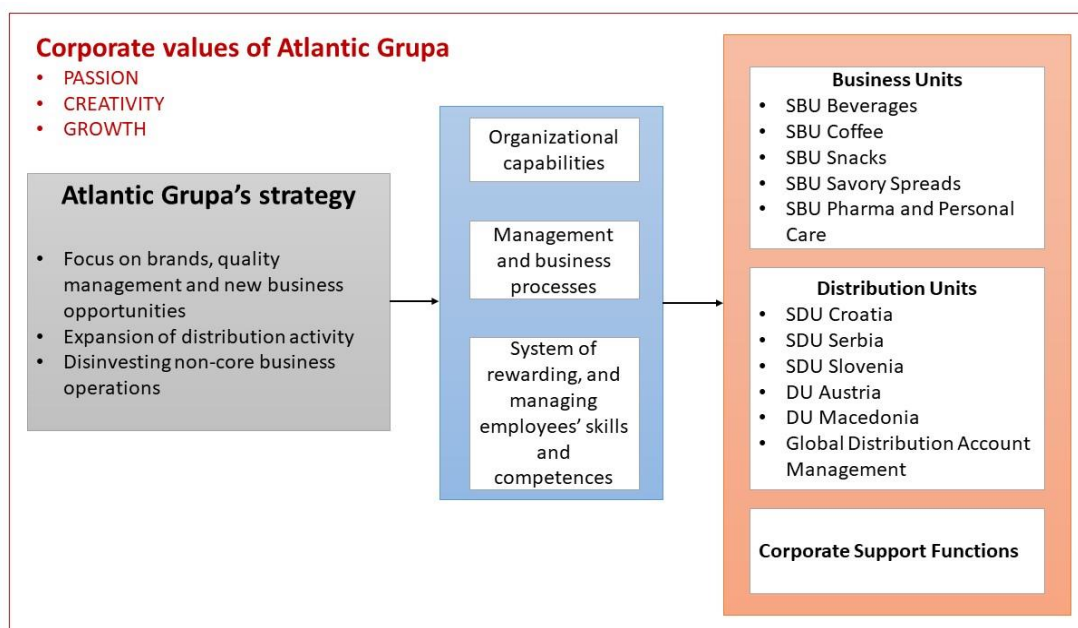 Corporate values of Atlantic Grupa
• PASSION
• CREATIVITY
• GROWTH
Atlantic Grupa's strategy
• Focus on brands, quality
management and new business
opportunities
• Expansion of distribution activity
• Disinvesting non-core business
operations
Organizational
capabilities
Management
and business
processes
System of
rewarding, and
managing
employees' skills
and
competences
Business Units
• SBU Beverages
• SBU Coffee
• SBU Snacks
• SBU Savory Spreads
• SBU Pharma and Personal
Care
Distribution Units
• SDU Croatia
• SDU Serbia
• SDU Slovenia
• DU Austria
• DU Macedonia
• Global Distribution Account
Management
Corporate Support Functions